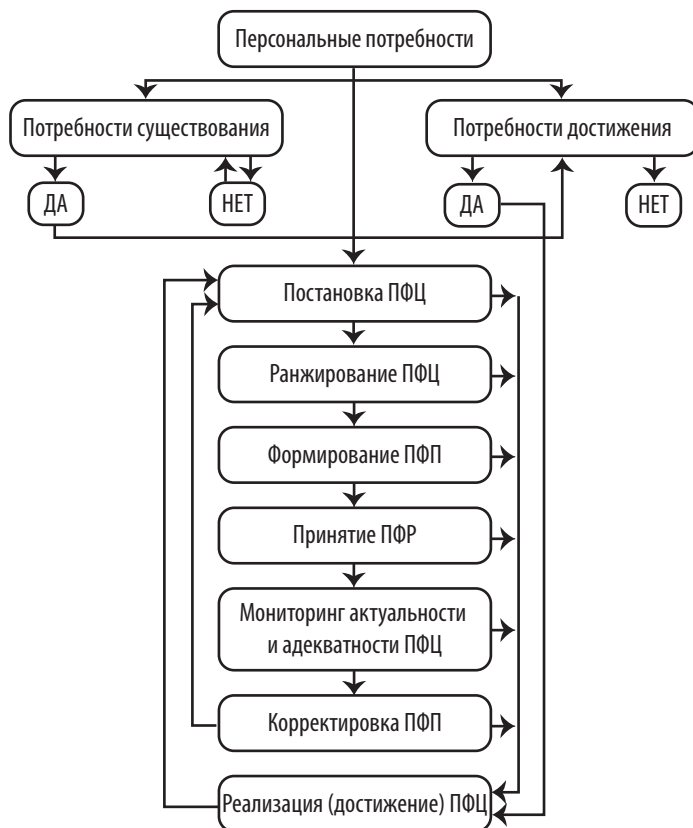 Персональные потребности
Потребности существования
Потребности достижения
ДА
НЕТ
ДА
НЕТ
Постановка ПФЦ
Ранжирование ПФЦ
Формирование ПФП
Принятие ПФР
Мониторинг актуальности
и адекватности ПФЦ
Корректировка ПФП
Реализация (достижение) ПФЦ